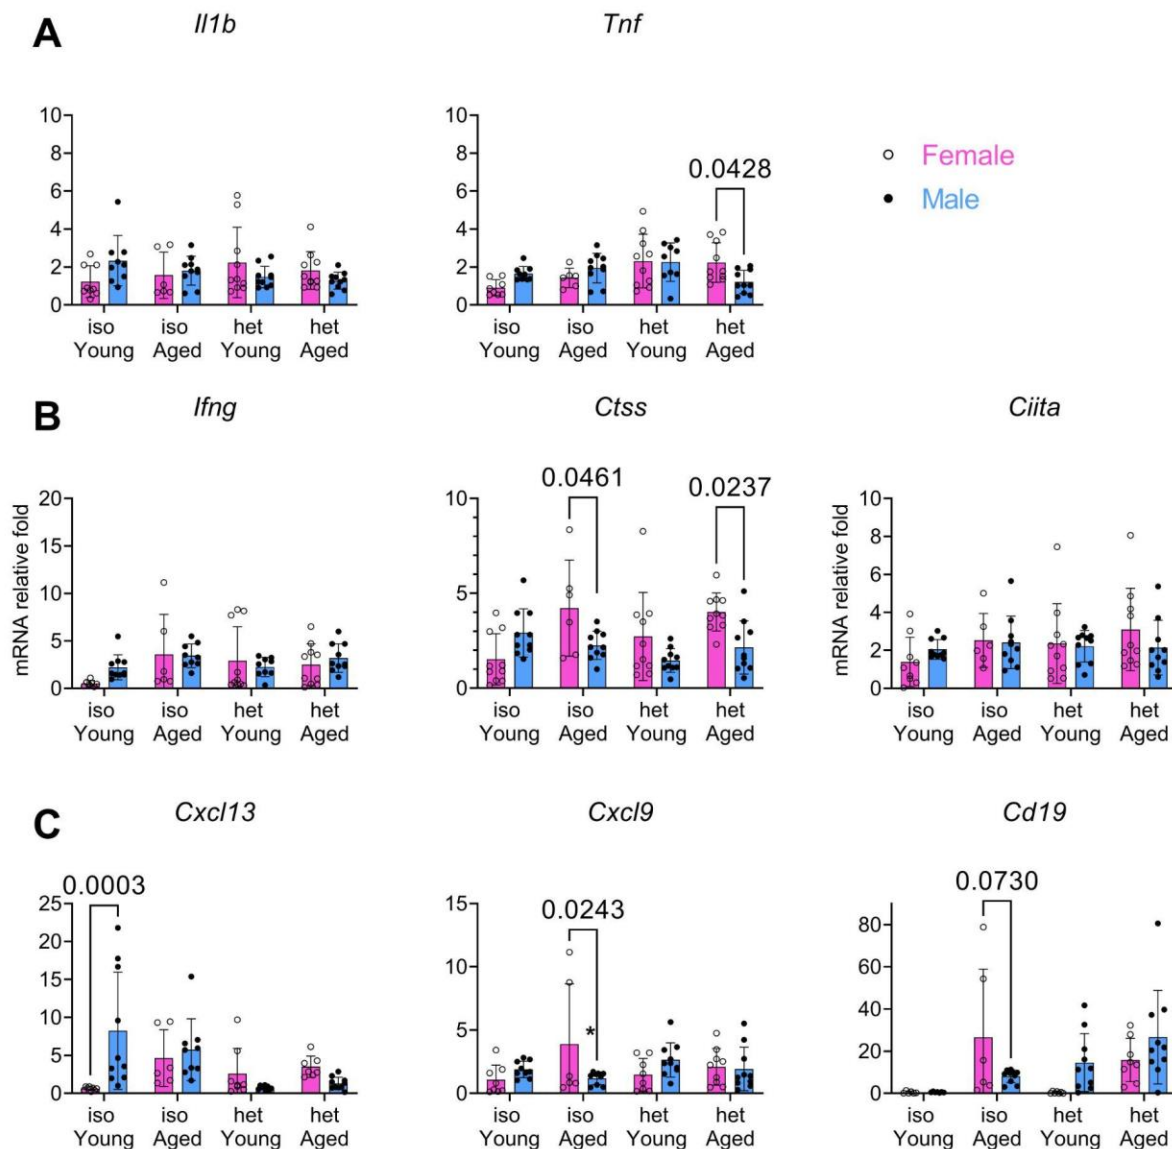 A
Il1b
Tnf
10
8
6
4
2
0
iso Young
iso Aged
het Young
het Aged
10
8
6
4
2
0
0.0428
iso Young
iso Aged
het Young
het Aged
Female
Male
B
Ifng
Ctss
Ciita
mRNA relative fold
20
15
10
5
0
iso Young
iso Aged
het Young
het Aged
10
5
0
0.0461
0.0237
iso Young
iso Aged
het Young
het Aged
mRNA relative fold
10
8
6
4
2
0
iso Young
iso Aged
het Young
het Aged
C
Cxcl13
Cxcl9
Cd19
0.0003
25
20
15
10
5
0
iso Young
iso Aged
het Young
het Aged
15
10
5
0
0.0243
*
iso Young
iso Aged
het Young
het Aged
0.0730
80
60
40
20
0
iso Young
iso Aged
het Young
het Aged